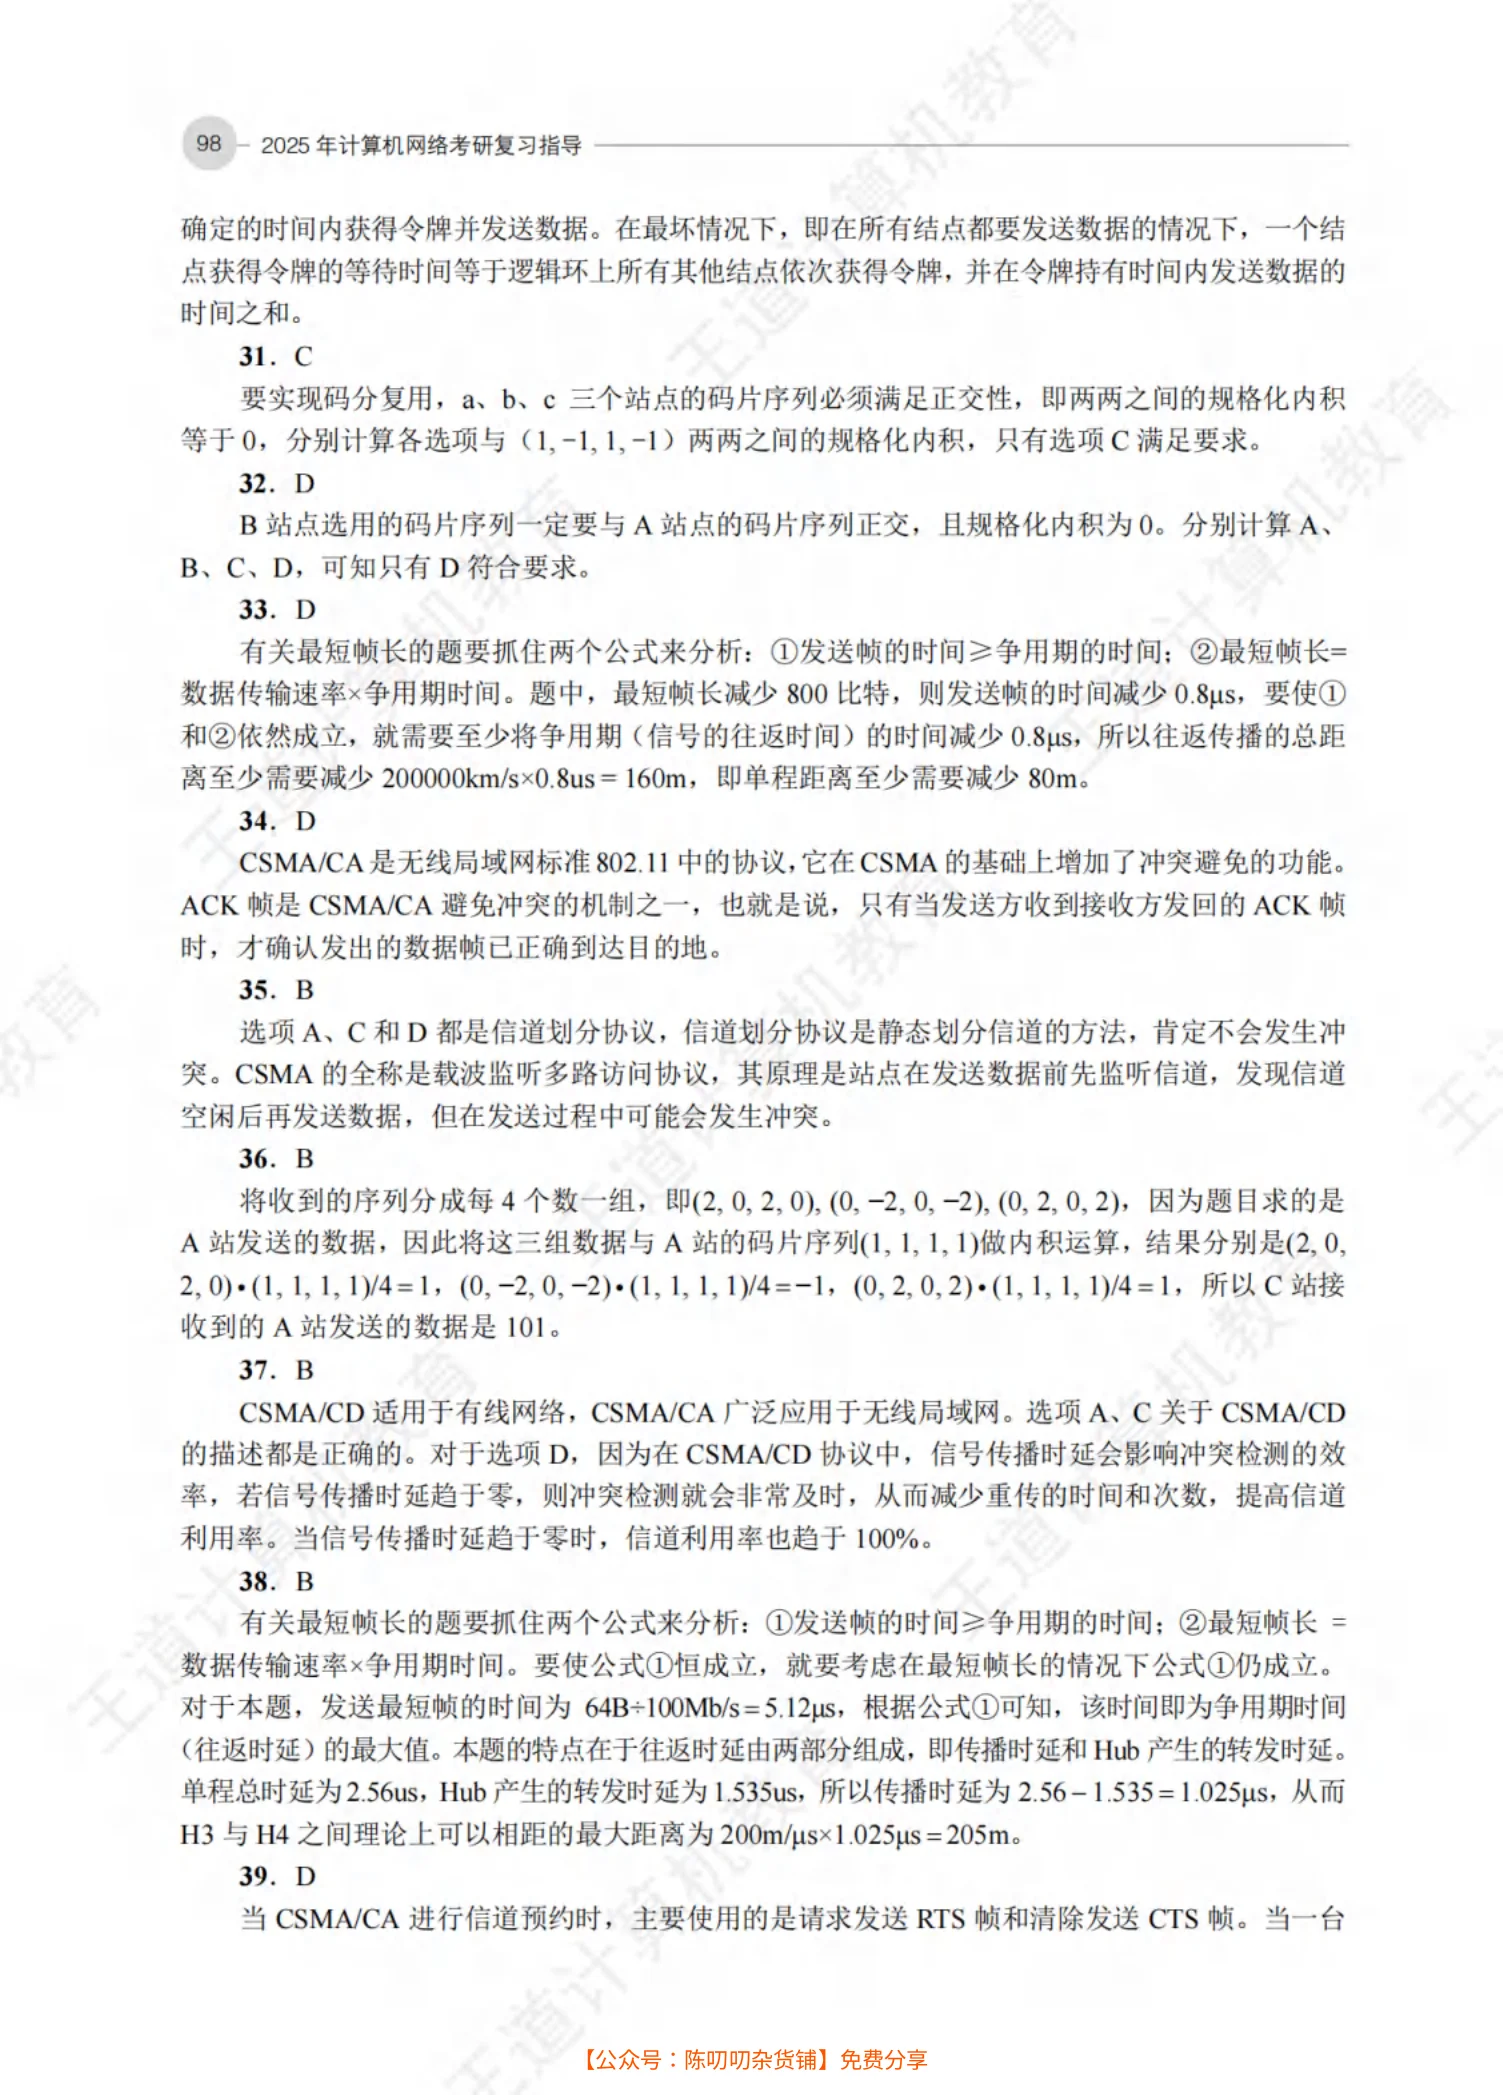 98 2025 年计算机网络考研复习指导
确定的时间内获得令牌并发送数据。在最坏情况下，即在所有结点都要发送数据的情况下，一个结
点获得令牌的等待时间等于逻辑环上所有其他结点依次获得令牌，并在令牌持有时间内发送数据的
时间之和。
31．C
要实现码分复用，a、b、c 三个站点的码片序列必须满足正交性，即两两之间的规格化内积
等于 0，分别计算各选项与（1, −1, 1, −1）两两之间的规格化内积，只有选项 C 满足要求。
32．D
B 站点选用的码片序列一定要与 A 站点的码片序列正交，且规格化内积为 0。分别计算 A、
B、C、D，可知只有 D 符合要求。
33．D
有关最短帧长的题要抓住两个公式来分析：①发送帧的时间≥争用期的时间；②最短帧长=
数据传输速率×争用期时间。题中，最短帧长减少 800 比特，则发送帧的时间减少 0.8μs，要使①
和②依然成立，就需要至少将争用期（信号的往返时间）的时间减少 0.8μs，所以往返传播的总距
离至少需要减少 200000km/s×0.8us = 160m，即单程距离至少需要减少 80m。
34．D
CSMA/CA 是无线局域网标准 802.11 中的协议，它在 CSMA 的基础上增加了冲突避免的功能。
ACK 帧是 CSMA/CA 避免冲突的机制之一，也就是说，只有当发送方收到接收方发回的 ACK 帧
时，才确认发出的数据帧已正确到达目的地。
35．B
选项 A、C 和 D 都是信道划分协议，信道划分协议是静态划分信道的方法，肯定不会发生冲
突。CSMA 的全称是载波监听多路访问协议，其原理是站点在发送数据前先监听信道，发现信道
空闲后再发送数据，但在发送过程中可能会发生冲突。
36．B
将收到的序列分成每 4 个数一组，即(2, 0, 2, 0), (0, −2, 0, −2), (0, 2, 0, 2)，因为题目求的是
A 站发送的数据，因此将这三组数据与 A 站的码片序列(1, 1, 1, 1)做内积运算，结果分别是(2, 0,
2, 0)•(1, 1, 1, 1)/4 = 1，(0, −2, 0, −2)•(1, 1, 1, 1)/4 = −1，(0, 2, 0, 2)•(1, 1, 1, 1)/4 = 1，所以 C 站接
收到的 A 站发送的数据是 101。
37．B
CSMA/CD 适用于有线网络，CSMA/CA 广泛应用于无线局域网。选项 A、C 关于 CSMA/CD
的描述都是正确的。对于选项 D，因为在 CSMA/CD 协议中，信号传播时延会影响冲突检测的效
率，若信号传播时延趋于零，则冲突检测就会非常及时，从而减少重传的时间和次数，提高信道
利用率。当信号传播时延趋于零时，信道利用率也趋于 100%。
38．B
有关最短帧长的题要抓住两个公式来分析：①发送帧的时间≥争用期的时间；②最短帧长 =
数据传输速率×争用期时间。要使公式①恒成立，就要考虑在最短帧长的情况下公式①仍成立。
对于本题，发送最短帧的时间为 64B÷100Mb/s = 5.12μs，根据公式①可知，该时间即为争用期时间
（往返时延）的最大值。本题的特点在于往返时延由两部分组成，即传播时延和 Hub 产生的转发时延。
单程总时延为 2.56us，Hub 产生的转发时延为 1.535us，所以传播时延为 2.56 − 1.535 = 1.025μs，从而
H3 与 H4 之间理论上可以相距的最大距离为 200m/μs×1.025μs = 205m。
39．D
当 CSMA/CA 进行信道预约时，主要使用的是请求发送 RTS 帧和清除发送 CTS 帧。当一台
【公众号：陈叨叨杂货铺】免费分享
王道计算机教育
王道计算机教育
王道计算机教育
王道计算机教育
王道计算机教育
王道计算机教育
王道计算机教育
教育
王道